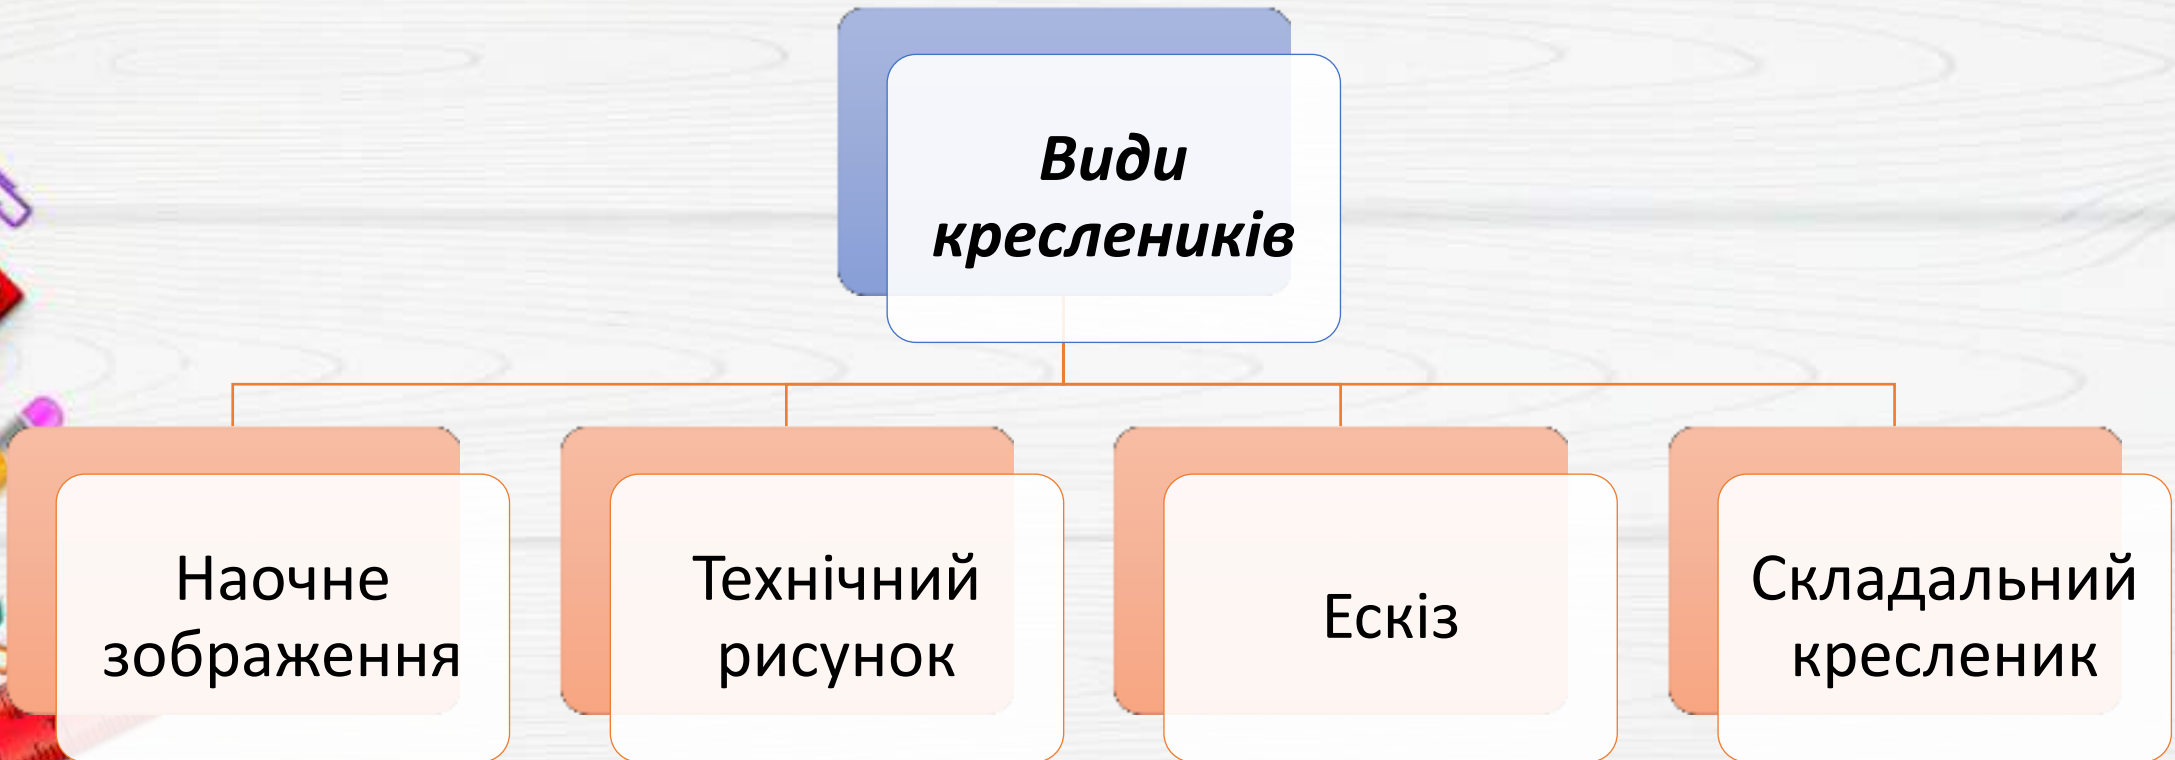 Види
креслеників
Наочне
зображення
Технічний
рисунок
Ескіз
Складальний
кресленик